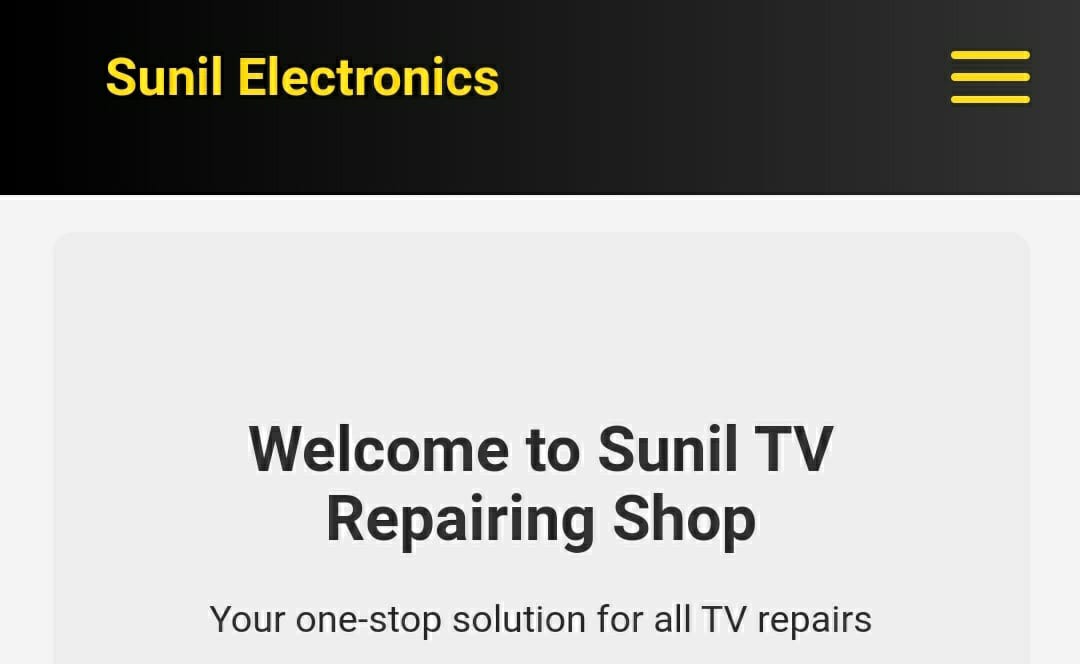 Sunil Electronics
Welcome to Sunil TV
Repairing Shop
Your one-stop solution for all TV repairs